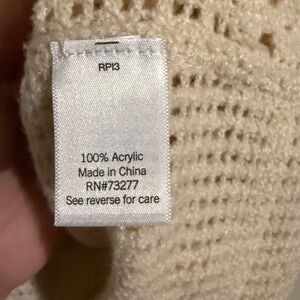 RPI3
100% Acrylic
Made in China
RN#73277
See reverse for care